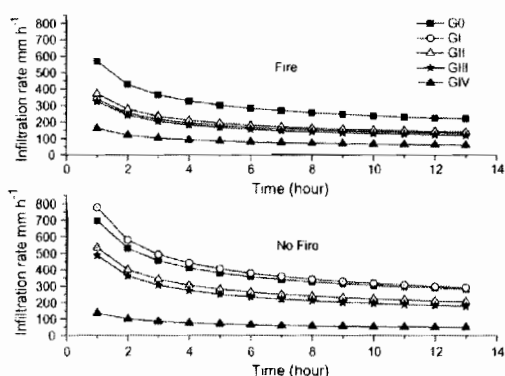 Infiltration rate mm h⁻¹
800
700
600
500
400
300
200
100
0
Fire
G0
GI
GII
GIII
GIV
0 2 4 6 8 10 12 14
Time (hour)
Infiltration rate mm h⁻¹
800
700
600
500
400
300
200
100
0
No Fire
0 2 4 6 8 10 12 14
Time (hour)